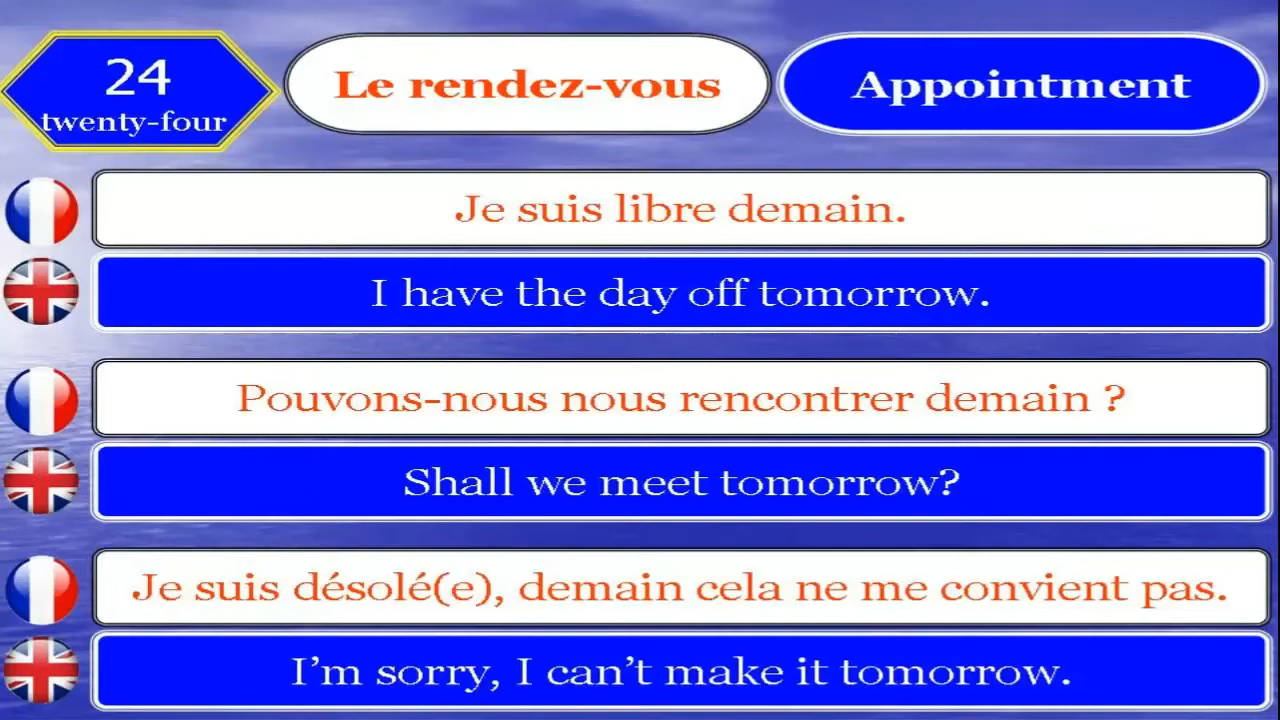 24
twenty-four
Le rendez-vous
Appointment
Je suis libre demain.
I have the day off tomorrow.
Pouvons-nous nous rencontrer demain ?
Shall we meet tomorrow?
Je suis désolé(e), demain cela ne me convient pas.
I’m sorry, I can’t make it tomorrow.